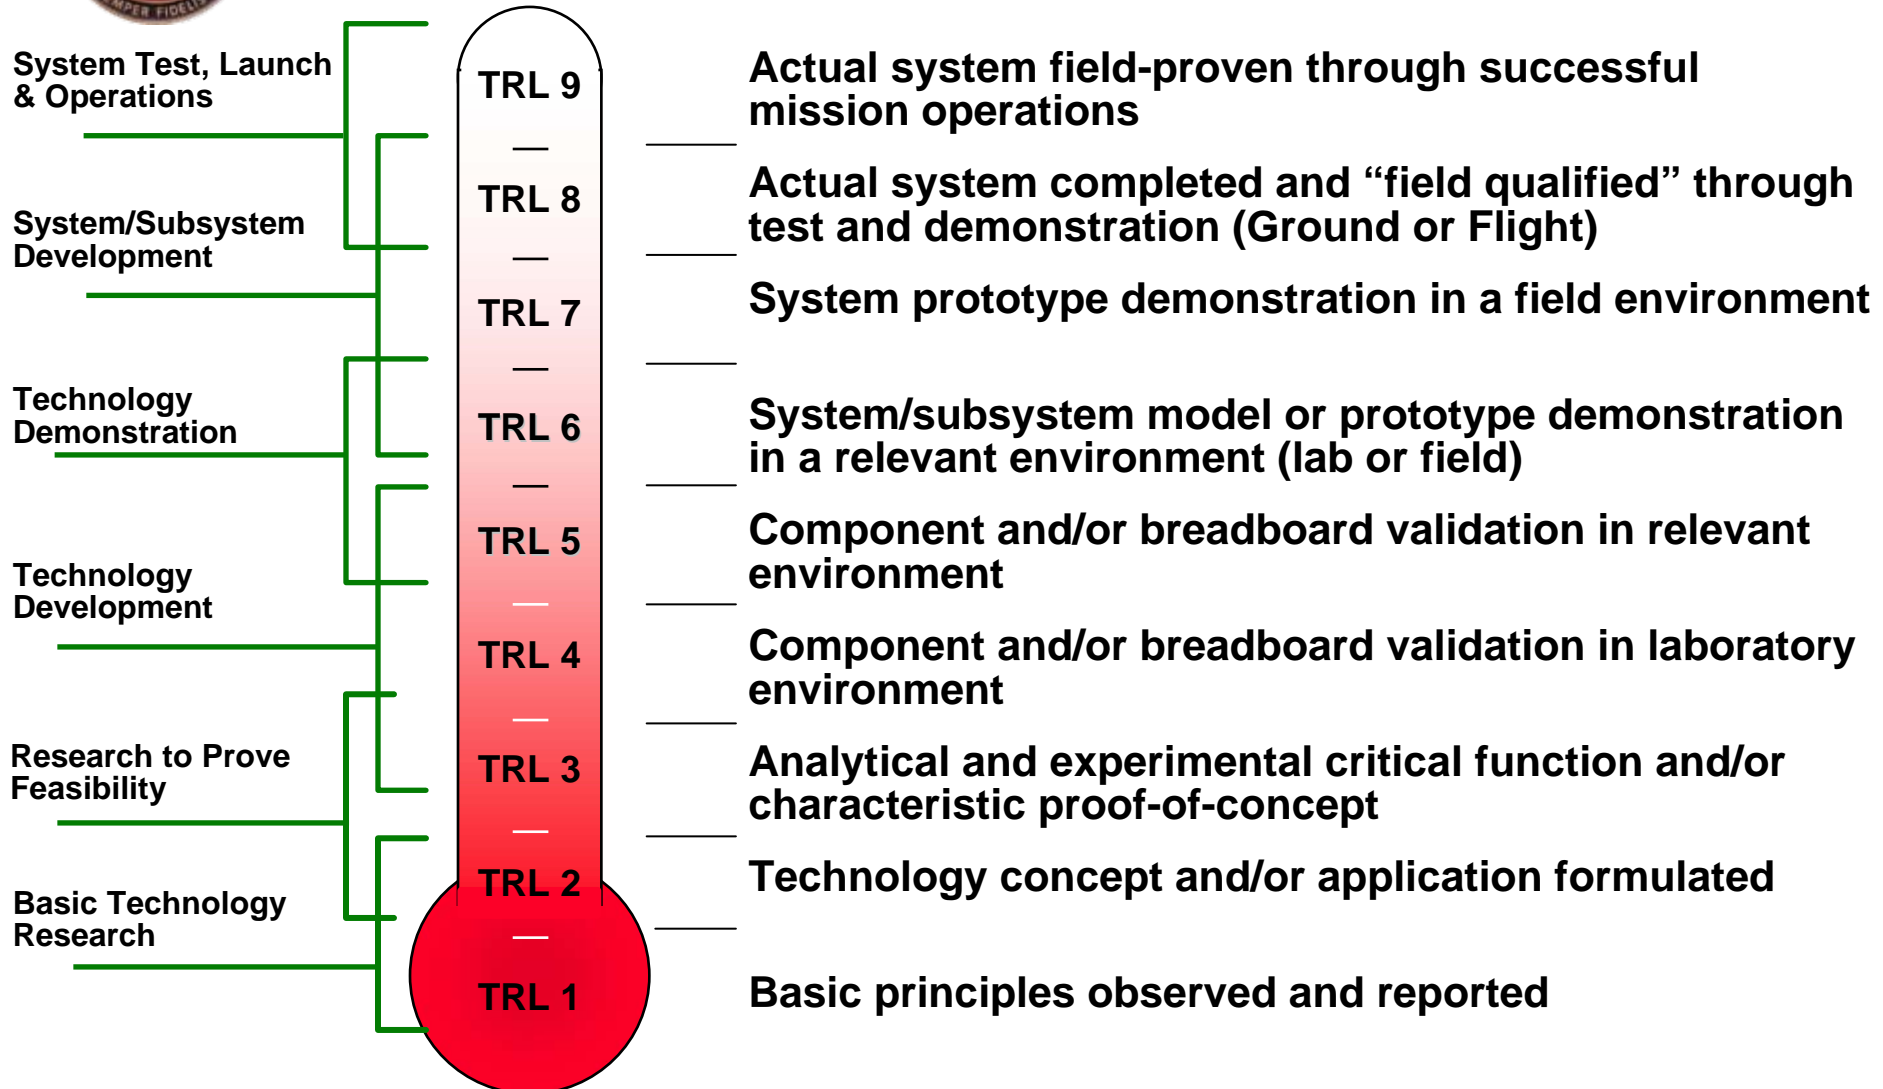 SEMPER FIDELIS
System Test, Launch
& Operations
TRL 9
Actual system field-proven through successful
mission operations
TRL 8
Actual system completed and “field qualified” through
test and demonstration (Ground or Flight)
System/Subsystem
Development
TRL 7
System prototype demonstration in a field environment
Technology
Demonstration
TRL 6
System/subsystem model or prototype demonstration
in a relevant environment (lab or field)
TRL 5
Component and/or breadboard validation in relevant
environment
Technology
Development
TRL 4
Component and/or breadboard validation in laboratory
environment
Research to Prove
Feasibility
TRL 3
Analytical and experimental critical function and/or
characteristic proof-of-concept
TRL 2
Technology concept and/or application formulated
Basic Technology
Research
TRL 1
Basic principles observed and reported